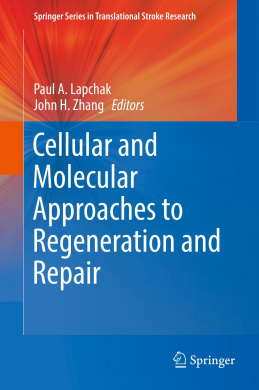 Springer Series in Translational Stroke Research
Paul A. Lapchak
John H. Zhang Editors
Cellular and
Molecular
Approaches to
Regeneration and
Repair
Springer